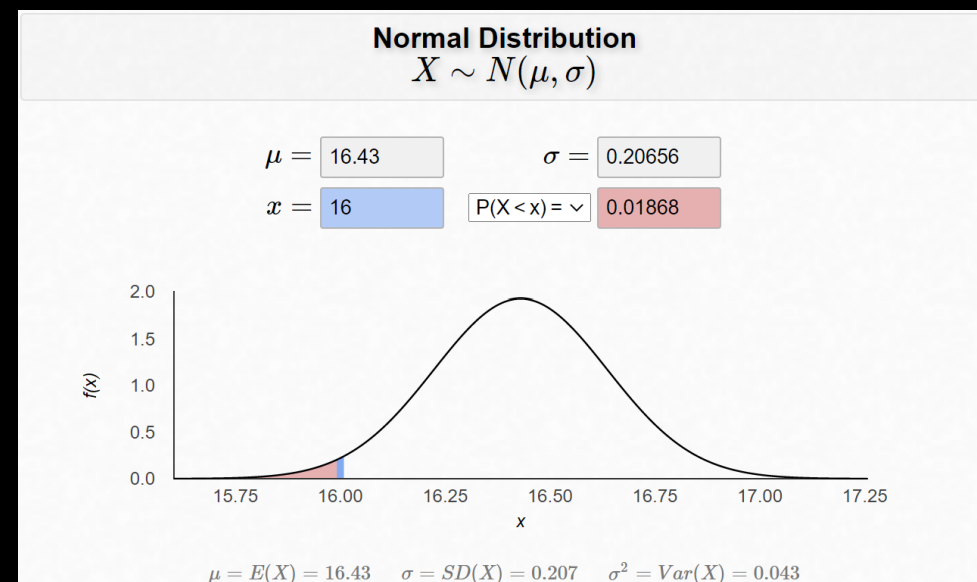 Normal Distribution
X ∼ N(μ, σ)
μ = 16.43 σ = 0.20656
x = 16 P(X < x) = 0.01868
2.0
1.5
1.0
0.5
0.0
f(x)
15.75 16.00 16.25 16.50 16.75 17.00 17.25
x
μ = E(X) = 16.43 σ = SD(X) = 0.207 σ² = Var(X) = 0.043